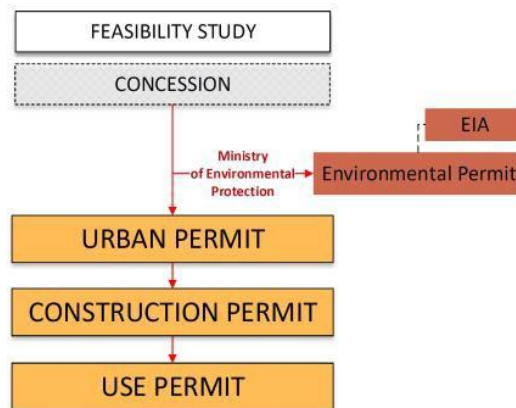 FEASIBILITY STUDY
CONCESSION
EIA
Ministry
of Environmental
Protection
Environmental Permit
URBAN PERMIT
CONSTRUCTION PERMIT
USE PERMIT